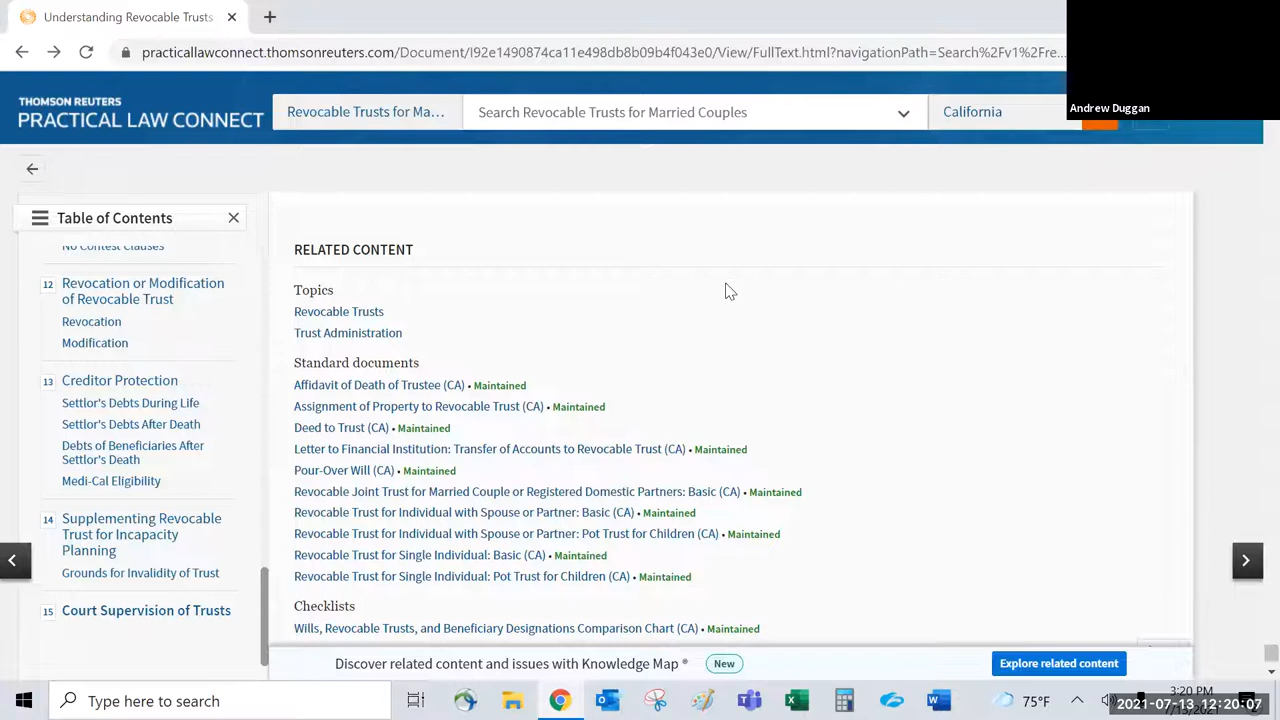 Understanding Revocable Trusts
practicallawconnect.thomsonreuters.com/Document/I92e1490874ca11e498db8b09b4f043e0/View/FullText.html?navigationPath=Search%2Fv1%2Fre...
Andrew Duggan
THOMSON REUTERS
PRACTICAL LAW CONNECT
Revocable Trusts for Ma...
Search Revocable Trusts for Married Couples
California
Table of Contents
No Contest Clauses
12 Revocation or Modification
of Revocable Trust
Revocation
Modification
13 Creditor Protection
Settlor's Debts During Life
Settlor's Debts After Death
Debts of Beneficiaries After
Settlor's Death
Medi-Cal Eligibility
14 Supplementing Revocable
Trust for Incapacity
Planning
Grounds for Invalidity of Trust
15 Court Supervision of Trusts
RELATED CONTENT
Topics
Revocable Trusts
Trust Administration
Standard documents
Affidavit of Death of Trustee (CA) • Maintained
Assignment of Property to Revocable Trust (CA) • Maintained
Deed to Trust (CA) • Maintained
Letter to Financial Institution: Transfer of Accounts to Revocable Trust (CA) • Maintained
Pour-Over Will (CA) • Maintained
Revocable Joint Trust for Married Couple or Registered Domestic Partners: Basic (CA) • Maintained
Revocable Trust for Individual with Spouse or Partner: Basic (CA) • Maintained
Revocable Trust for Individual with Spouse or Partner: Pot Trust for Children (CA) • Maintained
Revocable Trust for Single Individual: Basic (CA) • Maintained
Revocable Trust for Single Individual: Pot Trust for Children (CA) • Maintained
Checklists
Wills, Revocable Trusts, and Beneficiary Designations Comparison Chart (CA) • Maintained
Discover related content and issues with Knowledge Map ® New
Explore related content
Type here to search
75°F
3:20 PM
2021-07-13 12:20:07